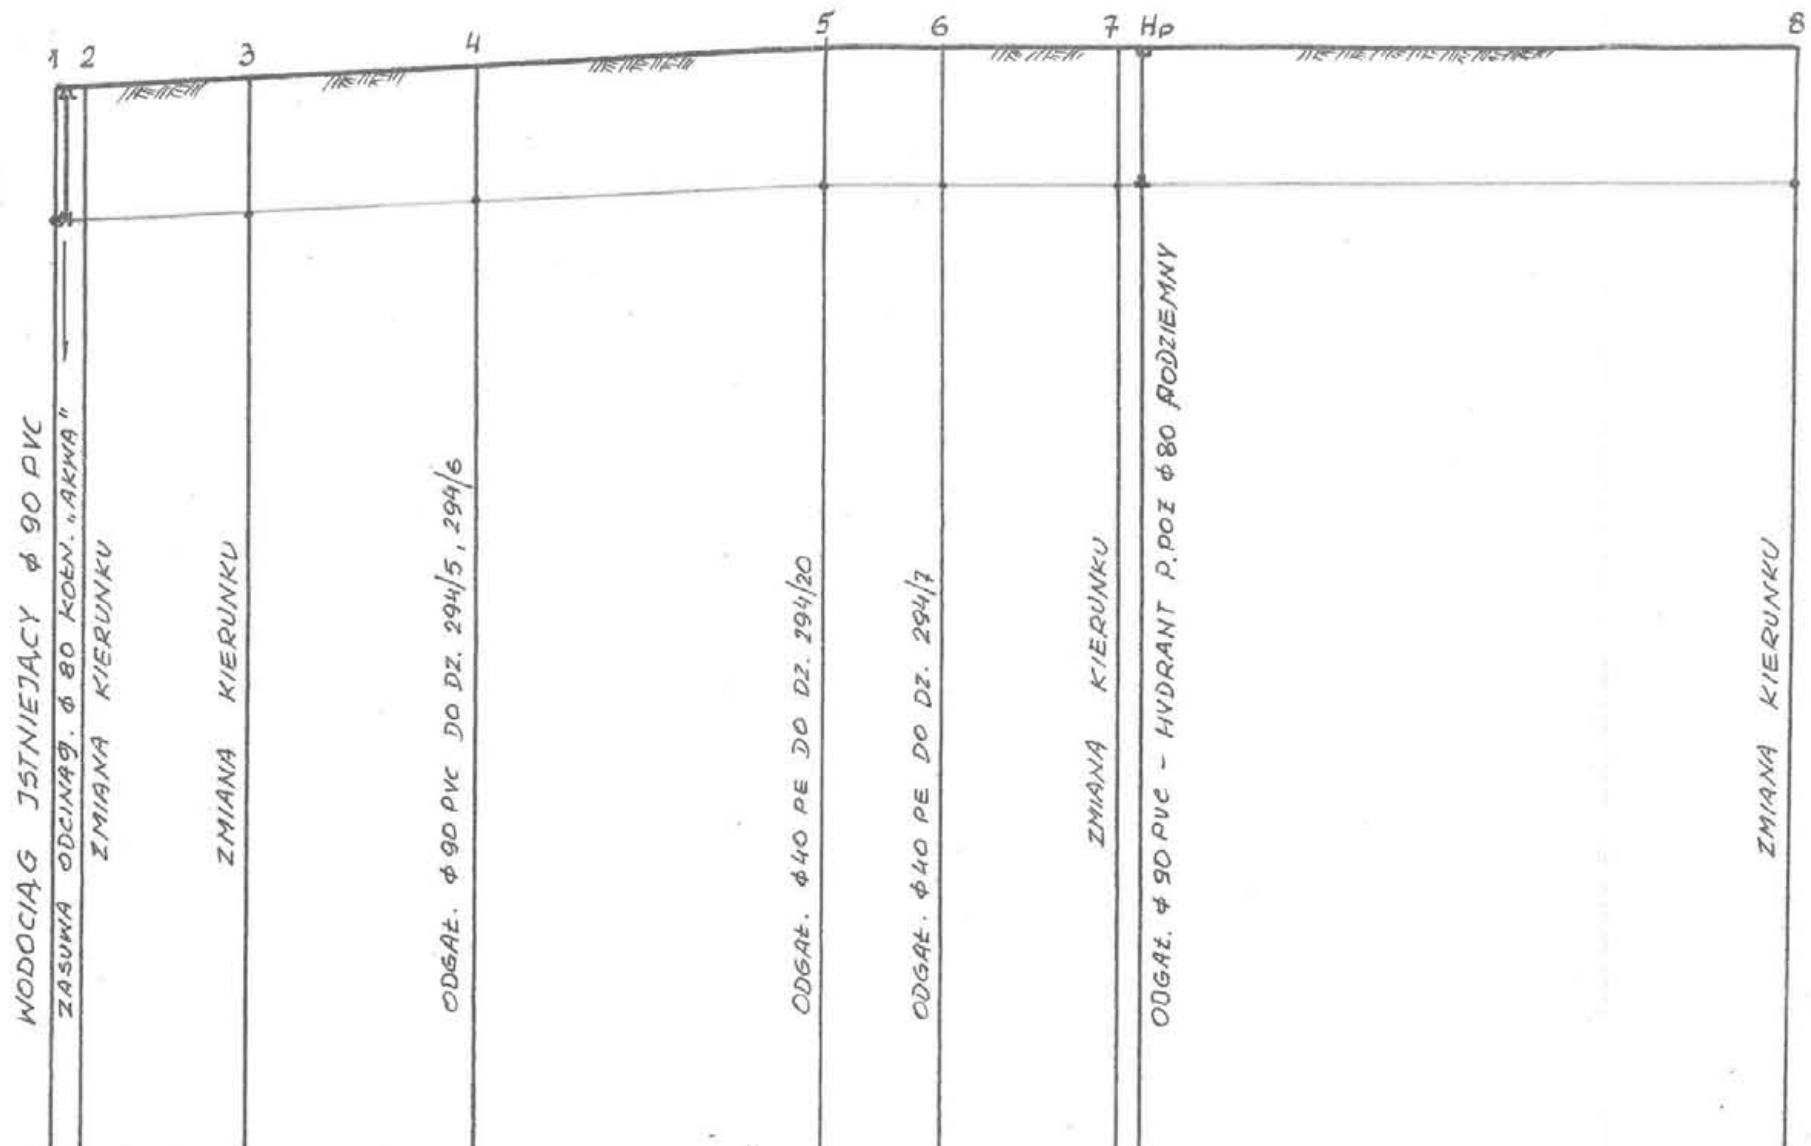 1 2 3 4 5 6 7 Hp 8
WODOCIĄG JSTNIEJĄCY ϕ 90 PVC
ZASUWA ODCINAJ. ϕ 80 KOŁN. „AKWA"
ZMIANA KIERUNKU
ZMIANA KIERUNKU
ODGAŁ. ϕ 90 PVC DO DZ. 294/5, 294/6
ODGAŁ. ϕ 40 PE DO DZ. 294/20
ODGAŁ. ϕ 40 PE DO DZ. 294/7
ZMIANA KIERUNKU
ODGAŁ. ϕ 90 PVC - HYDRANT P.POŻ ϕ 80 PODZIEMNY
ZMIANA KIERUNKU